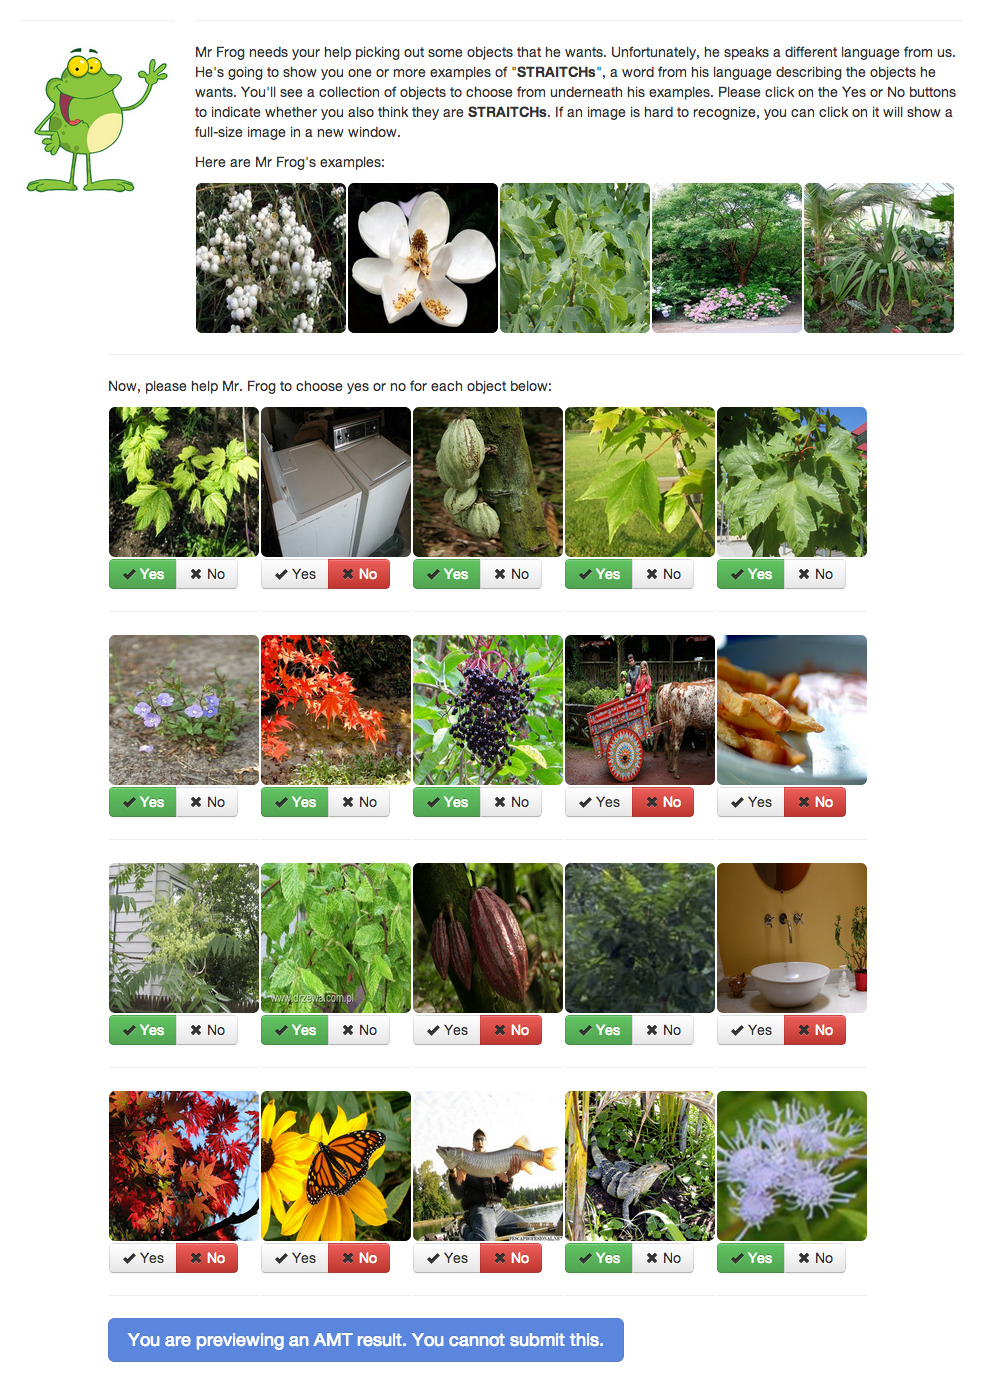 Mr Frog needs your help picking out some objects that he wants. Unfortunately, he speaks a different language from us.
He's going to show you one or more examples of "STRAITCHs", a word from his language describing the objects he
wants. You'll see a collection of objects to choose from underneath his examples. Please click on the Yes or No buttons
to indicate whether you also think they are STRAITCHs. If an image is hard to recognize, you can click on it will show a
full-size image in a new window.
Here are Mr Frog's examples:
Now, please help Mr. Frog to choose yes or no for each object below:
Yes No Yes No Yes No Yes No Yes No
Yes No Yes No Yes No Yes No Yes No
www.drzewa.com.pl
Yes No Yes No Yes No Yes No Yes No
Yes No Yes No Yes No Yes No Yes No
You are previewing an AMT result. You cannot submit this.